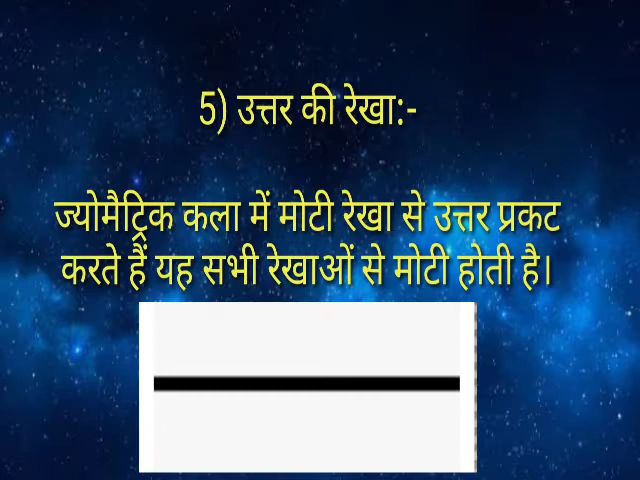 5) उत्तर की रेखा:-
ज्योमैट्रिक कला में मोटी रेखा से उत्तर प्रकट
करते हैं यह सभी रेखाओं से मोटी होती है।